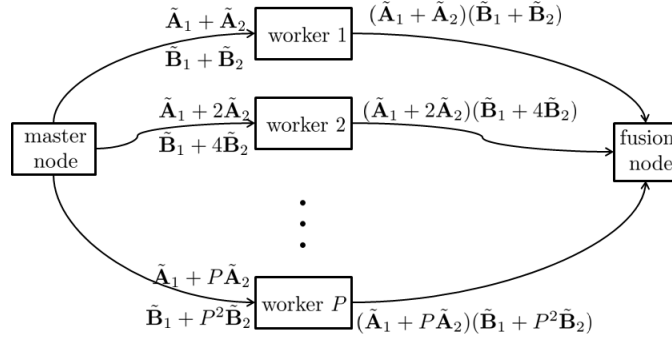 Ã₁ + Ã₂
B̃₁ + B̃₂
worker 1
(Ã₁ + Ã₂)(B̃₁ + B̃₂)
master
node
Ã₁ + 2Ã₂
B̃₁ + 4B̃₂
worker 2
(Ã₁ + 2Ã₂)(B̃₁ + 4B̃₂)
fusion
node
Ã₁ + PÃ₂
B̃₁ + P²B̃₂
worker P
(Ã₁ + PÃ₂)(B̃₁ + P²B̃₂)